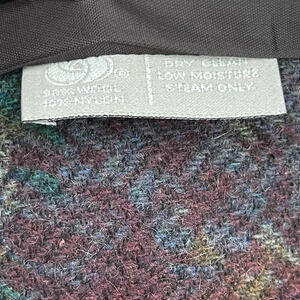 90% WOOL
10% NYLON
DRY CLEAN
LOW MOISTURE
STEAM ONLY